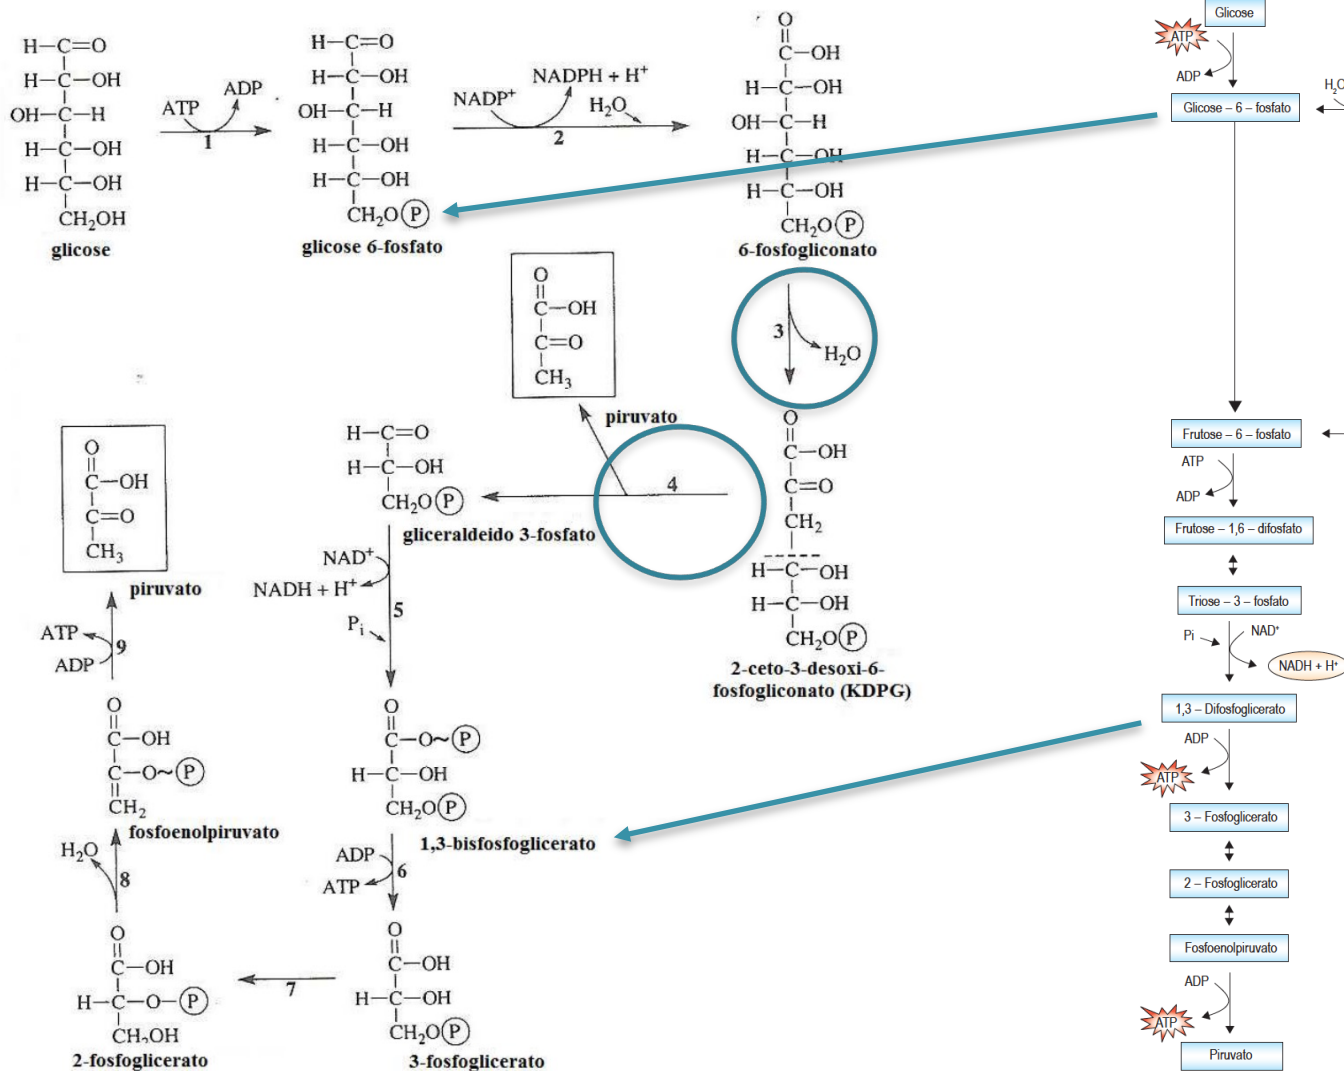 H—C=O
H—C—OH
OH—C—H
H—C—OH
H—C—OH
CH₂OH
glicose
ATP
ADP
1
H—C=O
H—C—OH
OH—C—H
H—C—OH
H—C—OH
CH₂O(P)
glicose 6-fosfato
NADP⁺
NADPH + H⁺
H₂O
2
O
C—OH
H—C—OH
OH—C—H
H—C—OH
H—C—OH
CH₂O(P)
6-fosfogliconato
3
H₂O
O
C—OH
C=O
CH₂
H—C—OH
H—C—OH
CH₂O(P)
2-ceto-3-desoxi-6-
fosfogliconato (KDPG)
4
O
C—OH
C=O
CH₃
piruvato
H—C=O
H—C—OH
CH₂O(P)
gliceraldeido 3-fosfato
NAD⁺
NADH + H⁺
5
Pᵢ
O
C—O~(P)
H—C—OH
CH₂O(P)
1,3-bisfosfoglicerato
ADP
ATP
6
O
C—OH
H—C—OH
CH₂O(P)
3-fosfoglicerato
7
O
C—OH
H—C—O—(P)
CH₂OH
2-fosfoglicerato
H₂O
8
O
C—OH
C—O~(P)
CH₂
fosfoenolpiruvato
ATP
ADP
9
O
C—OH
C=O
CH₃
piruvato
Glicose
ATP
ADP
H₂O
Glicose – 6 – fosfato
Frutose – 6 – fosfato
ATP
ADP
Frutose – 1,6 – difosfato
Triose – 3 – fosfato
Pi
NAD⁺
NADH + H⁺
1,3 – Difosfoglicerato
ADP
ATP
3 – Fosfoglicerato
2 – Fosfoglicerato
Fosfoenolpiruvato
ADP
ATP
Piruvato